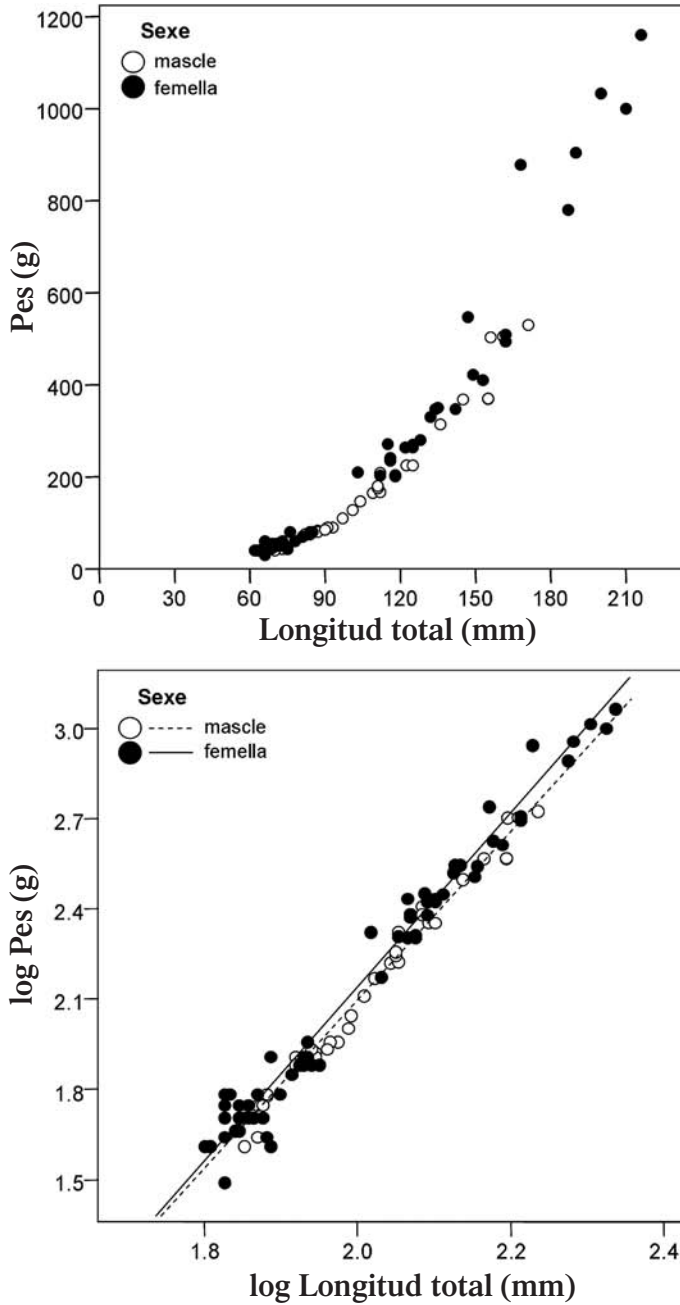 1200
1000
800
600
400
200
0
Pes (g)
Sexe
mascle
femella
0 30 60 90 120 150 180 210
Longitud total (mm)
3.0
2.7
2.4
2.1
1.8
1.5
log Pes (g)
Sexe
mascle
femella
1.8 2.0 2.2 2.4
log Longitud total (mm)